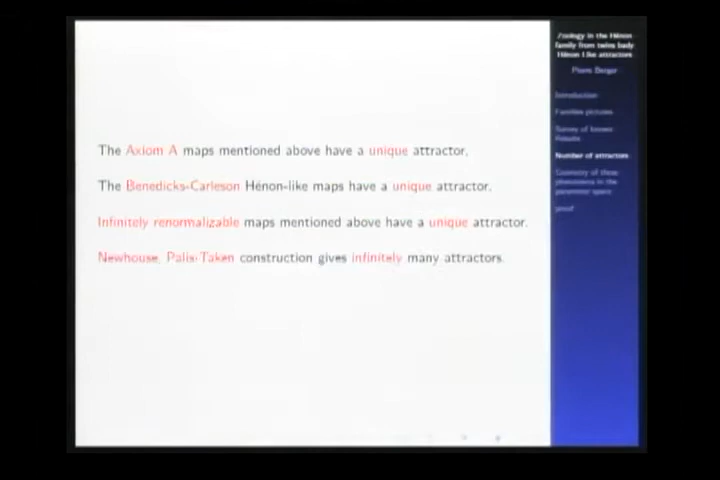 The Axiom A maps mentioned above have a unique attractor,
The Benedicks-Carleson Hénon-like maps have a unique attractor,
Infinitely renormalizable maps mentioned above have a unique attractor.
Newhouse, Palis-Taken construction gives infinitely many attractors.
Zoology in the Hénon
family from twins body
Hénon Like attractors
Pierre Berger
Introduction
Families pictures
Survey of known
Number of attractors
Geometry of these
phenomena in the
parameter space
proof